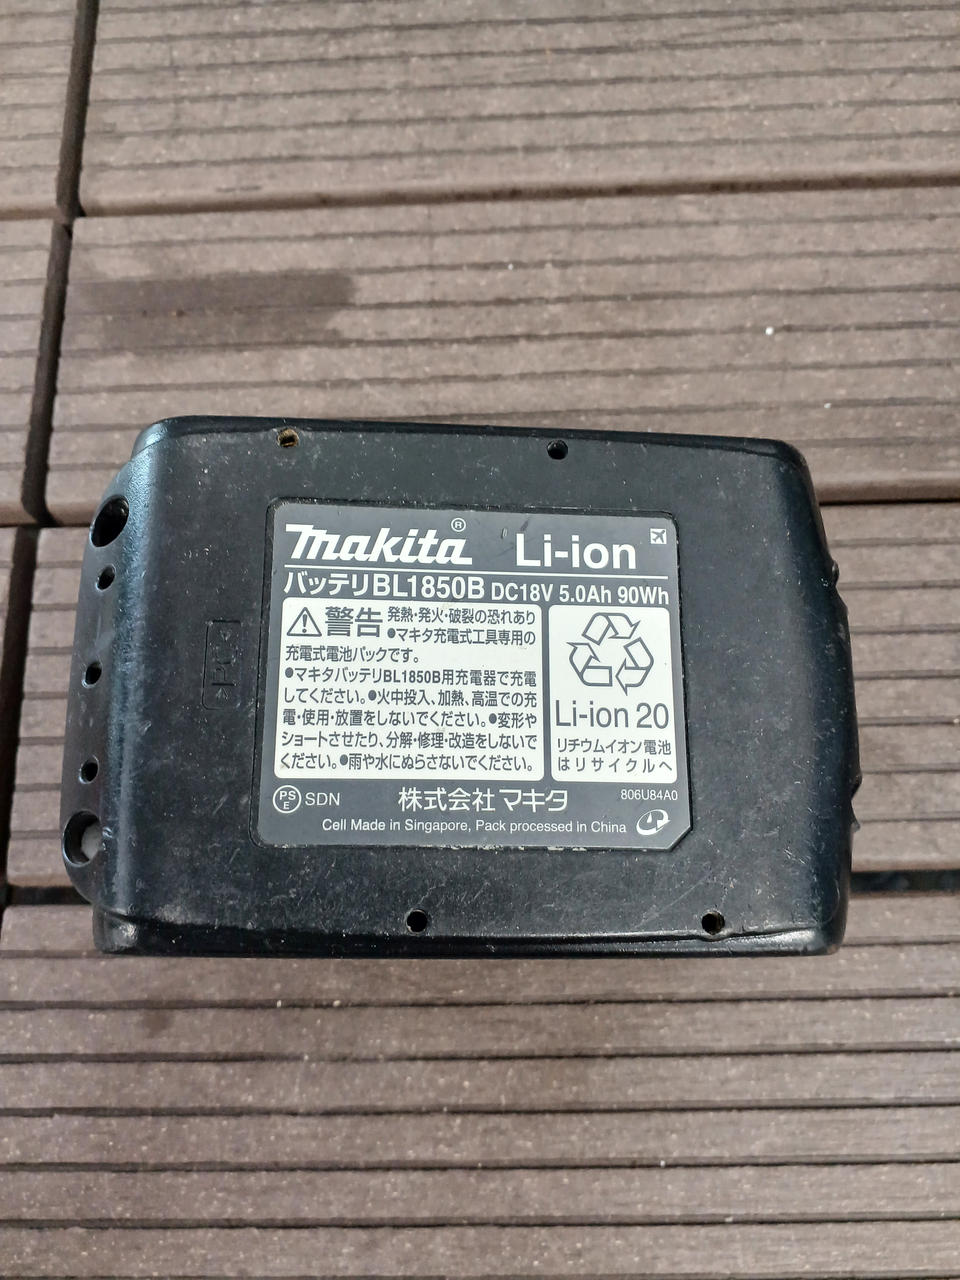 makita® Li-ion
バッテリBL1850B DC18V 5.0Ah 90Wh
警告 発熱・発火・破裂の恐れあり
●マキタ充電式工具専用の
充電式電池パックです。
●マキタバッテリBL1850B用充電器で充電
してください。●火中投入、加熱、高温での充
電・使用・放置をしないでください。●変形や
ショートさせたり、分解・修理・改造をしないで
ください。●雨や水にぬらさないでください。
Li-ion 20
リチウムイオン電池
はリサイクルへ
PSE SDN 株式会社 マキタ 806U84A0
Cell Made in Singapore, Pack processed in China
>PC<